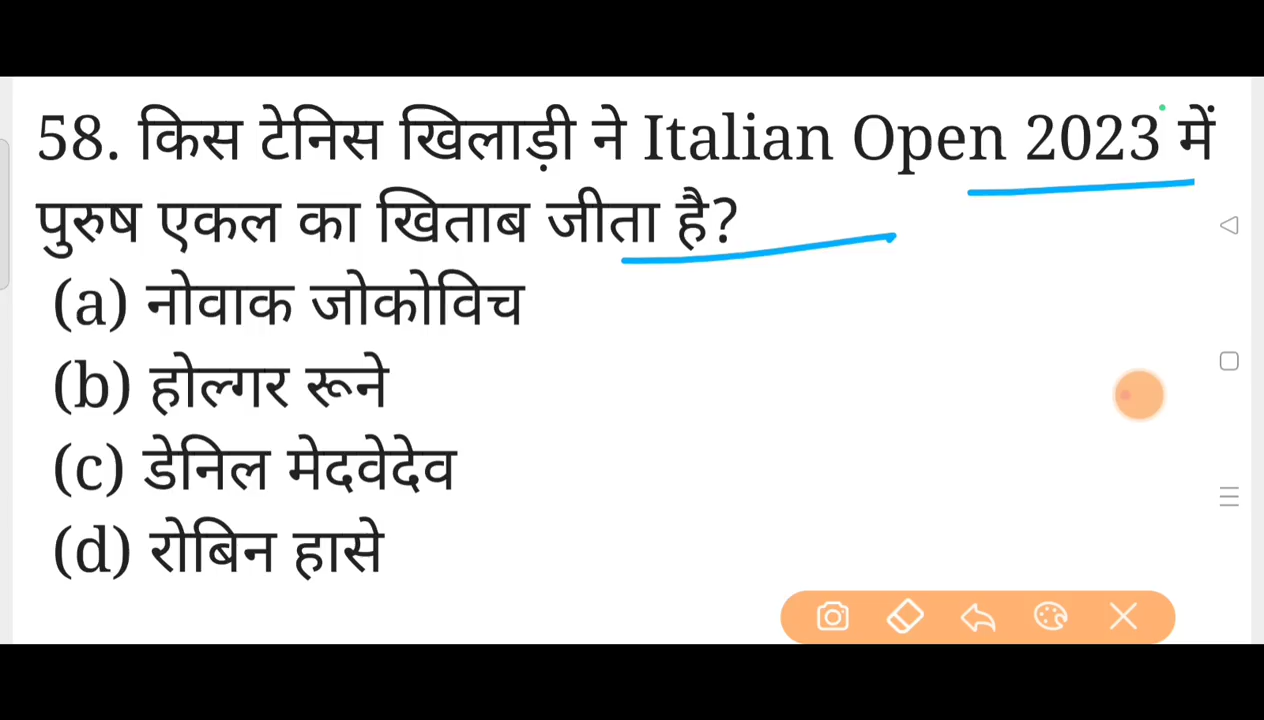 58. किस टेनिस खिलाड़ी ने Italian Open 2023 में
पुरुष एकल का खिताब जीता है?
(a) नोवाक जोकोविच
(b) होल्गर रूने
(c) डेनिल मेदवेदेव
(d) रोबिन हासे